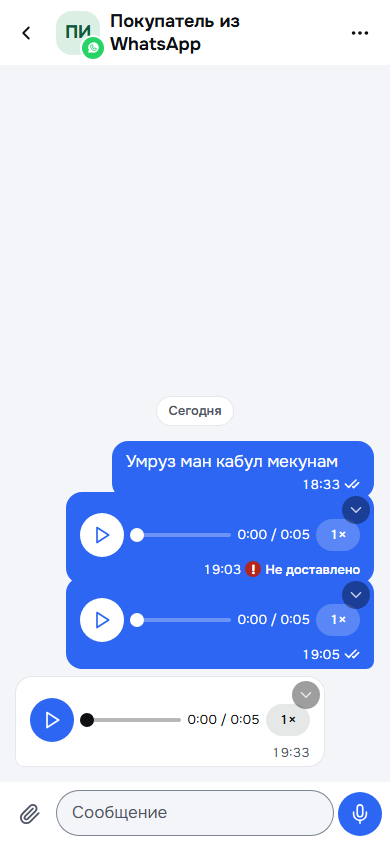 ПИ
Покупатель из
WhatsApp
Сегодня
Умруз ман кабул мекунам
18:33
0:00 / 0:05
1×
19:03 Не доставлено
0:00 / 0:05
1×
19:05
0:00 / 0:05
1×
19:33
Сообщение